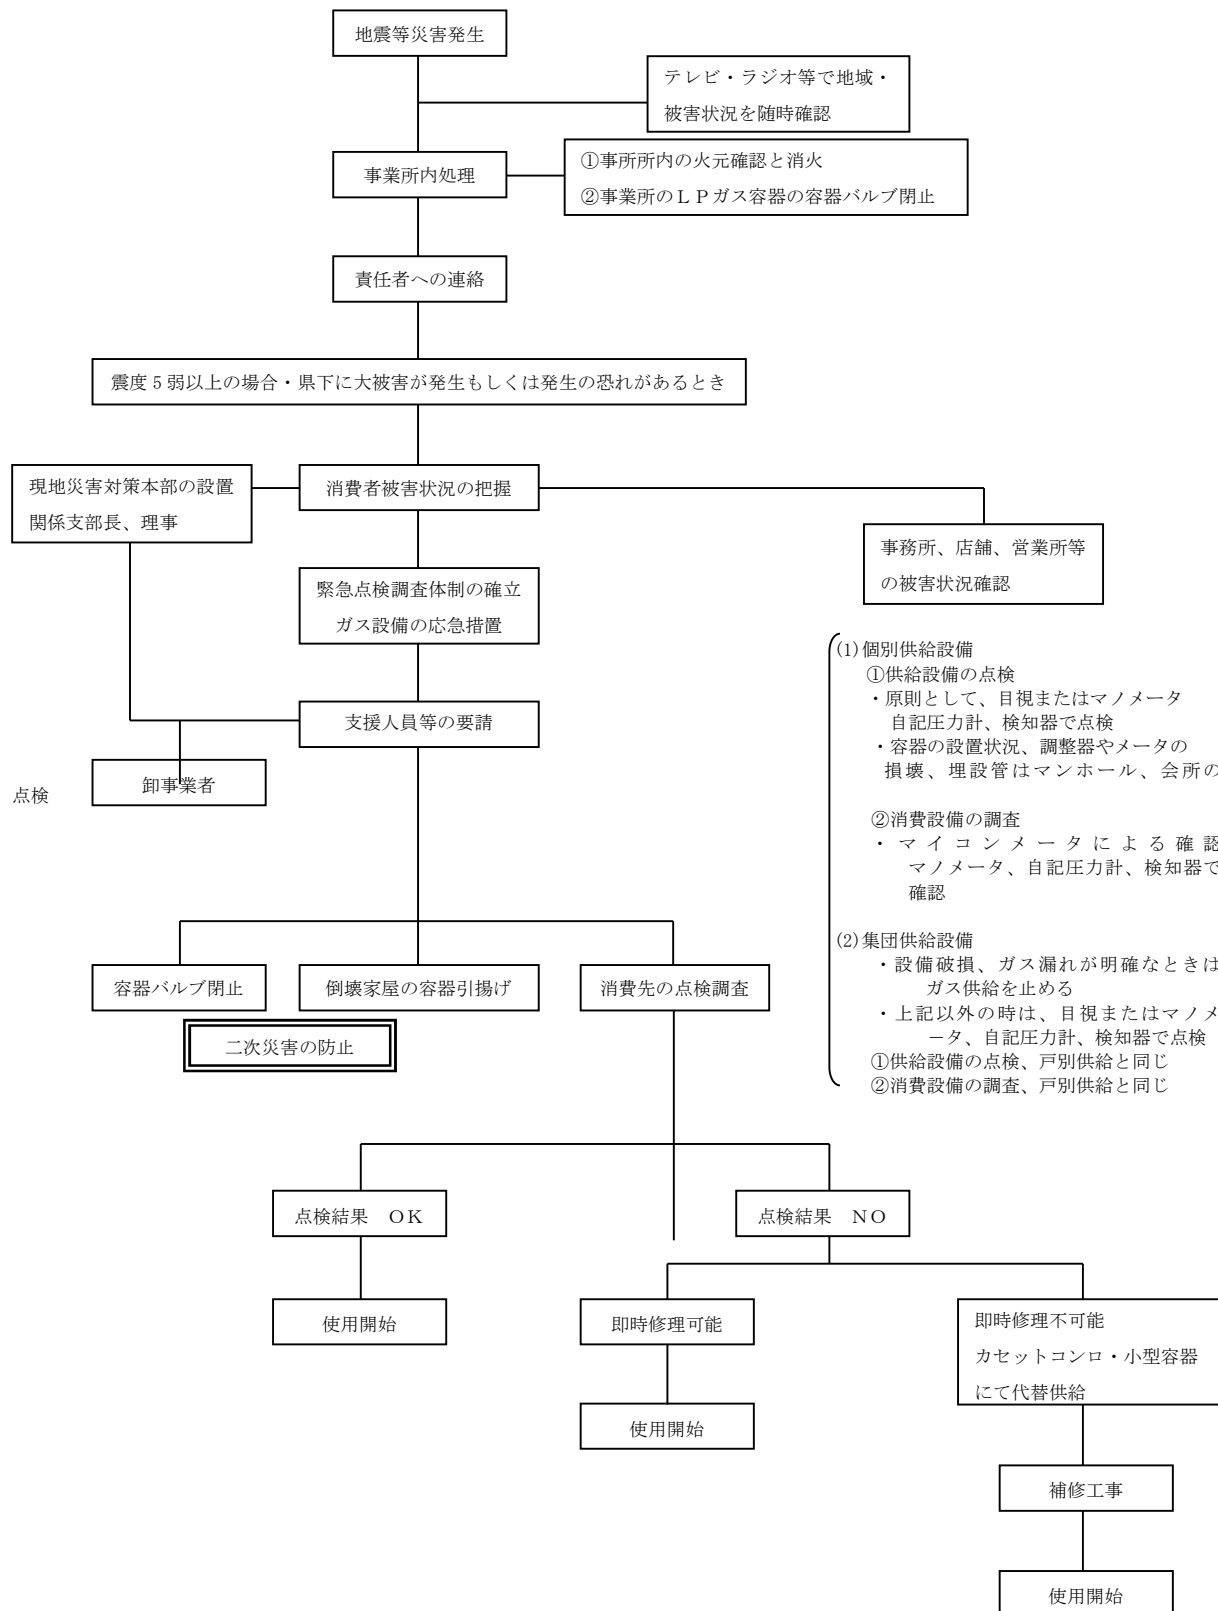 地震等災害発生
テレビ・ラジオ等で地域・
被害状況を随時確認
事業所内処理
①事所所内の火元確認と消火
②事業所のＬＰガス容器の容器バルブ閉止
責任者への連絡
震度５弱以上の場合・県下に大被害が発生もしくは発生の恐れがあるとき
現地災害対策本部の設置
関係支部長、理事
消費者被害状況の把握
事務所、店舗、営業所等
の被害状況確認
緊急点検調査体制の確立
ガス設備の応急措置
支援人員等の要請
卸事業者
点検
(1)個別供給設備
①供給設備の点検
・原則として、目視またはマノメータ
自記圧力計、検知器で点検
・容器の設置状況、調整器やメータの
損壊、埋設管はマンホール、会所の
②消費設備の調査
・マイコンメータによる確認
マノメータ、自記圧力計、検知器で
確認
(2)集団供給設備
・設備破損、ガス漏れが明確なときは
ガス供給を止める
・上記以外の時は、目視またはマノメ
ータ、自記圧力計、検知器で点検
①供給設備の点検、戸別供給と同じ
②消費設備の調査、戸別供給と同じ
容器バルブ閉止
倒壊家屋の容器引揚げ
消費先の点検調査
二次災害の防止
点検結果　ＯＫ
点検結果　ＮＯ
使用開始
即時修理可能
即時修理不可能
カセットコンロ・小型容器
にて代替供給
使用開始
補修工事
使用開始